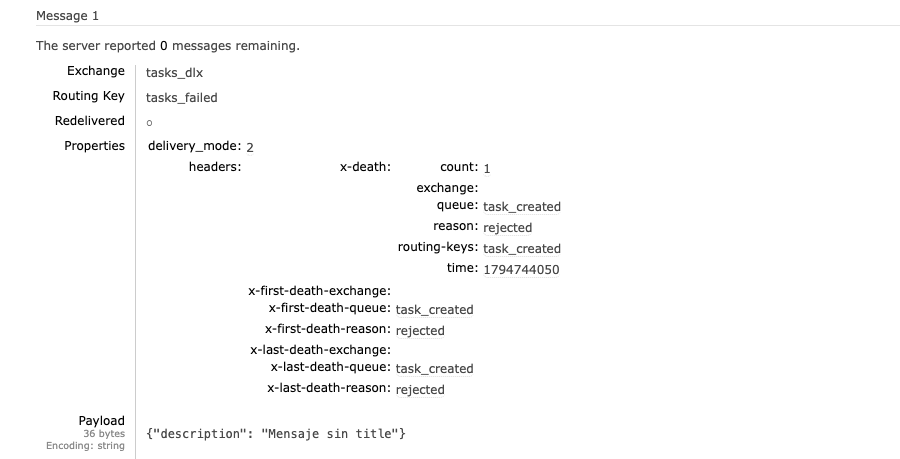 Message 1
The server reported 0 messages remaining.
Exchange tasks_dlx
Routing Key tasks_failed
Redelivered ○
Properties delivery_mode: 2
headers: x-death: count: 1
exchange:
queue: task_created
reason: rejected
routing-keys: task_created
time: 1794744050
x-first-death-exchange:
x-first-death-queue: task_created
x-first-death-reason: rejected
x-last-death-exchange:
x-last-death-queue: task_created
x-last-death-reason: rejected
Payload
36 bytes
Encoding: string
{"description": "Mensaje sin title"}